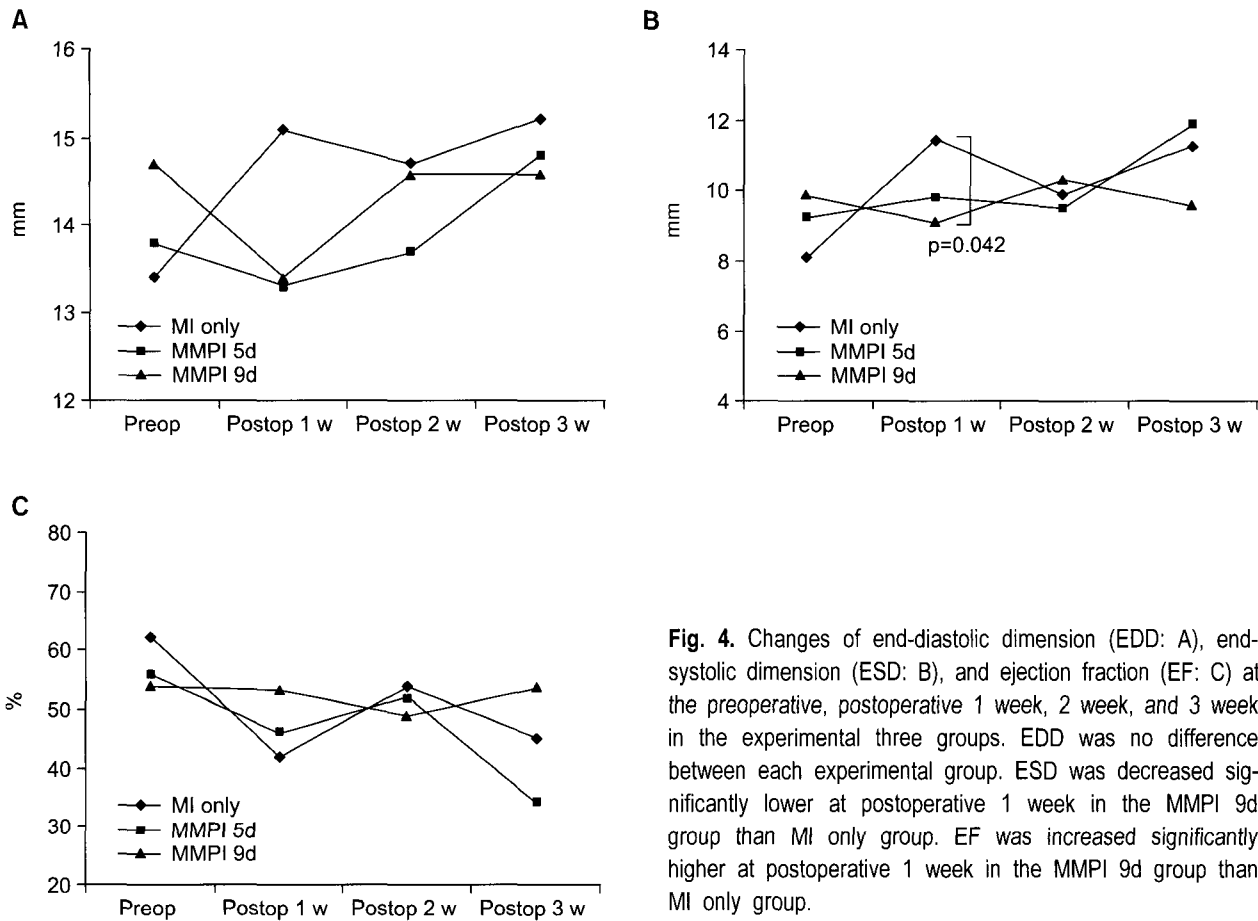 A
16
15
14
13
12
mm
MI only
MMPI 5d
MMPI 9d
Preop Postop 1 w Postop 2 w Postop 3 w
B
14
12
10
8
6
4
mm
p=0.042
MI only
MMPI 5d
MMPI 9d
Preop Postop 1 w Postop 2 w Postop 3 w
C
80
70
60
50
40
30
20
%
MI only
MMPI 5d
MMPI 9d
Preop Postop 1 w Postop 2 w Postop 3 w
Fig. 4. Changes of end-diastolic dimension (EDD: A), end-
systolic dimension (ESD: B), and ejection fraction (EF: C) at
the preoperative, postoperative 1 week, 2 week, and 3 week
in the experimental three groups. EDD was no difference
between each experimental group. ESD was decreased sig-
nificantly lower at postoperative 1 week in the MMPI 9d
group than MI only group. EF was increased significantly
higher at postoperative 1 week in the MMPI 9d group than
MI only group.